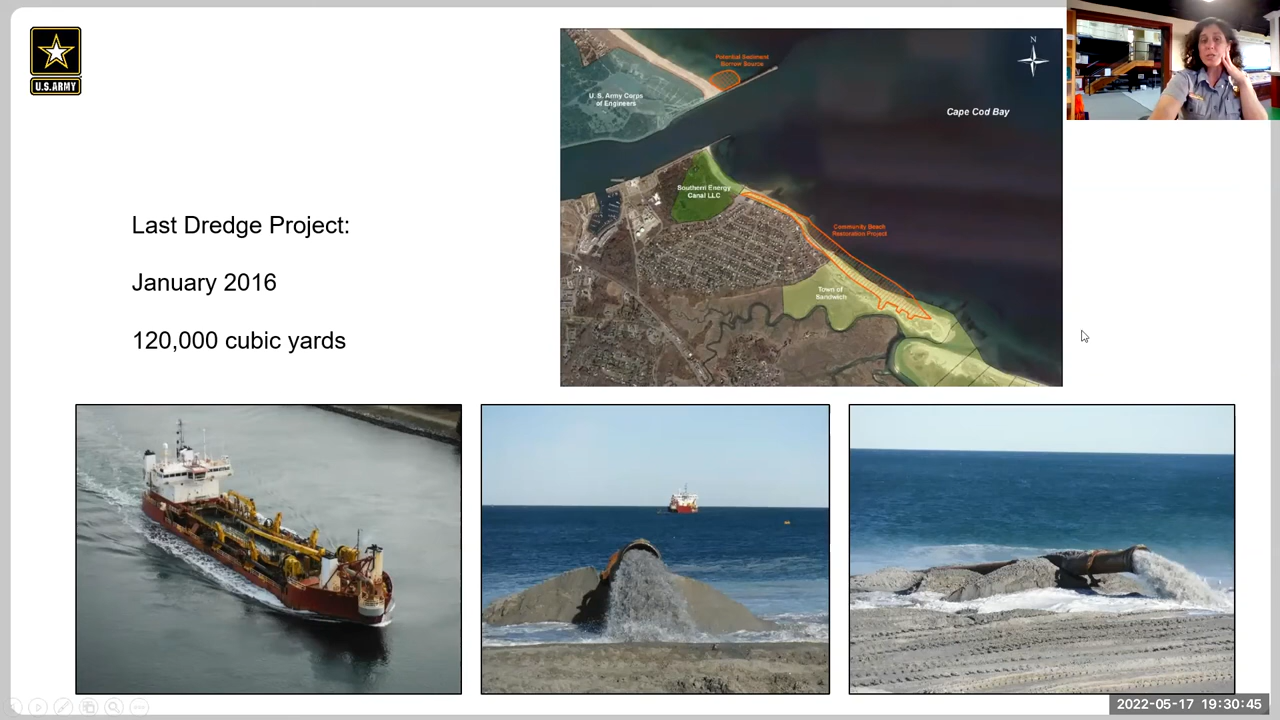 U.S. ARMY
Last Dredge Project:
January 2016
120,000 cubic yards
N
Potential Sediment
Borrow Source
U. S. Army Corps
of Engineers
Cape Cod Bay
Southern Energy
Canal LLC
Community Beach
Restoration Project
Town of
Sandwich
2022-05-17 19:30:45